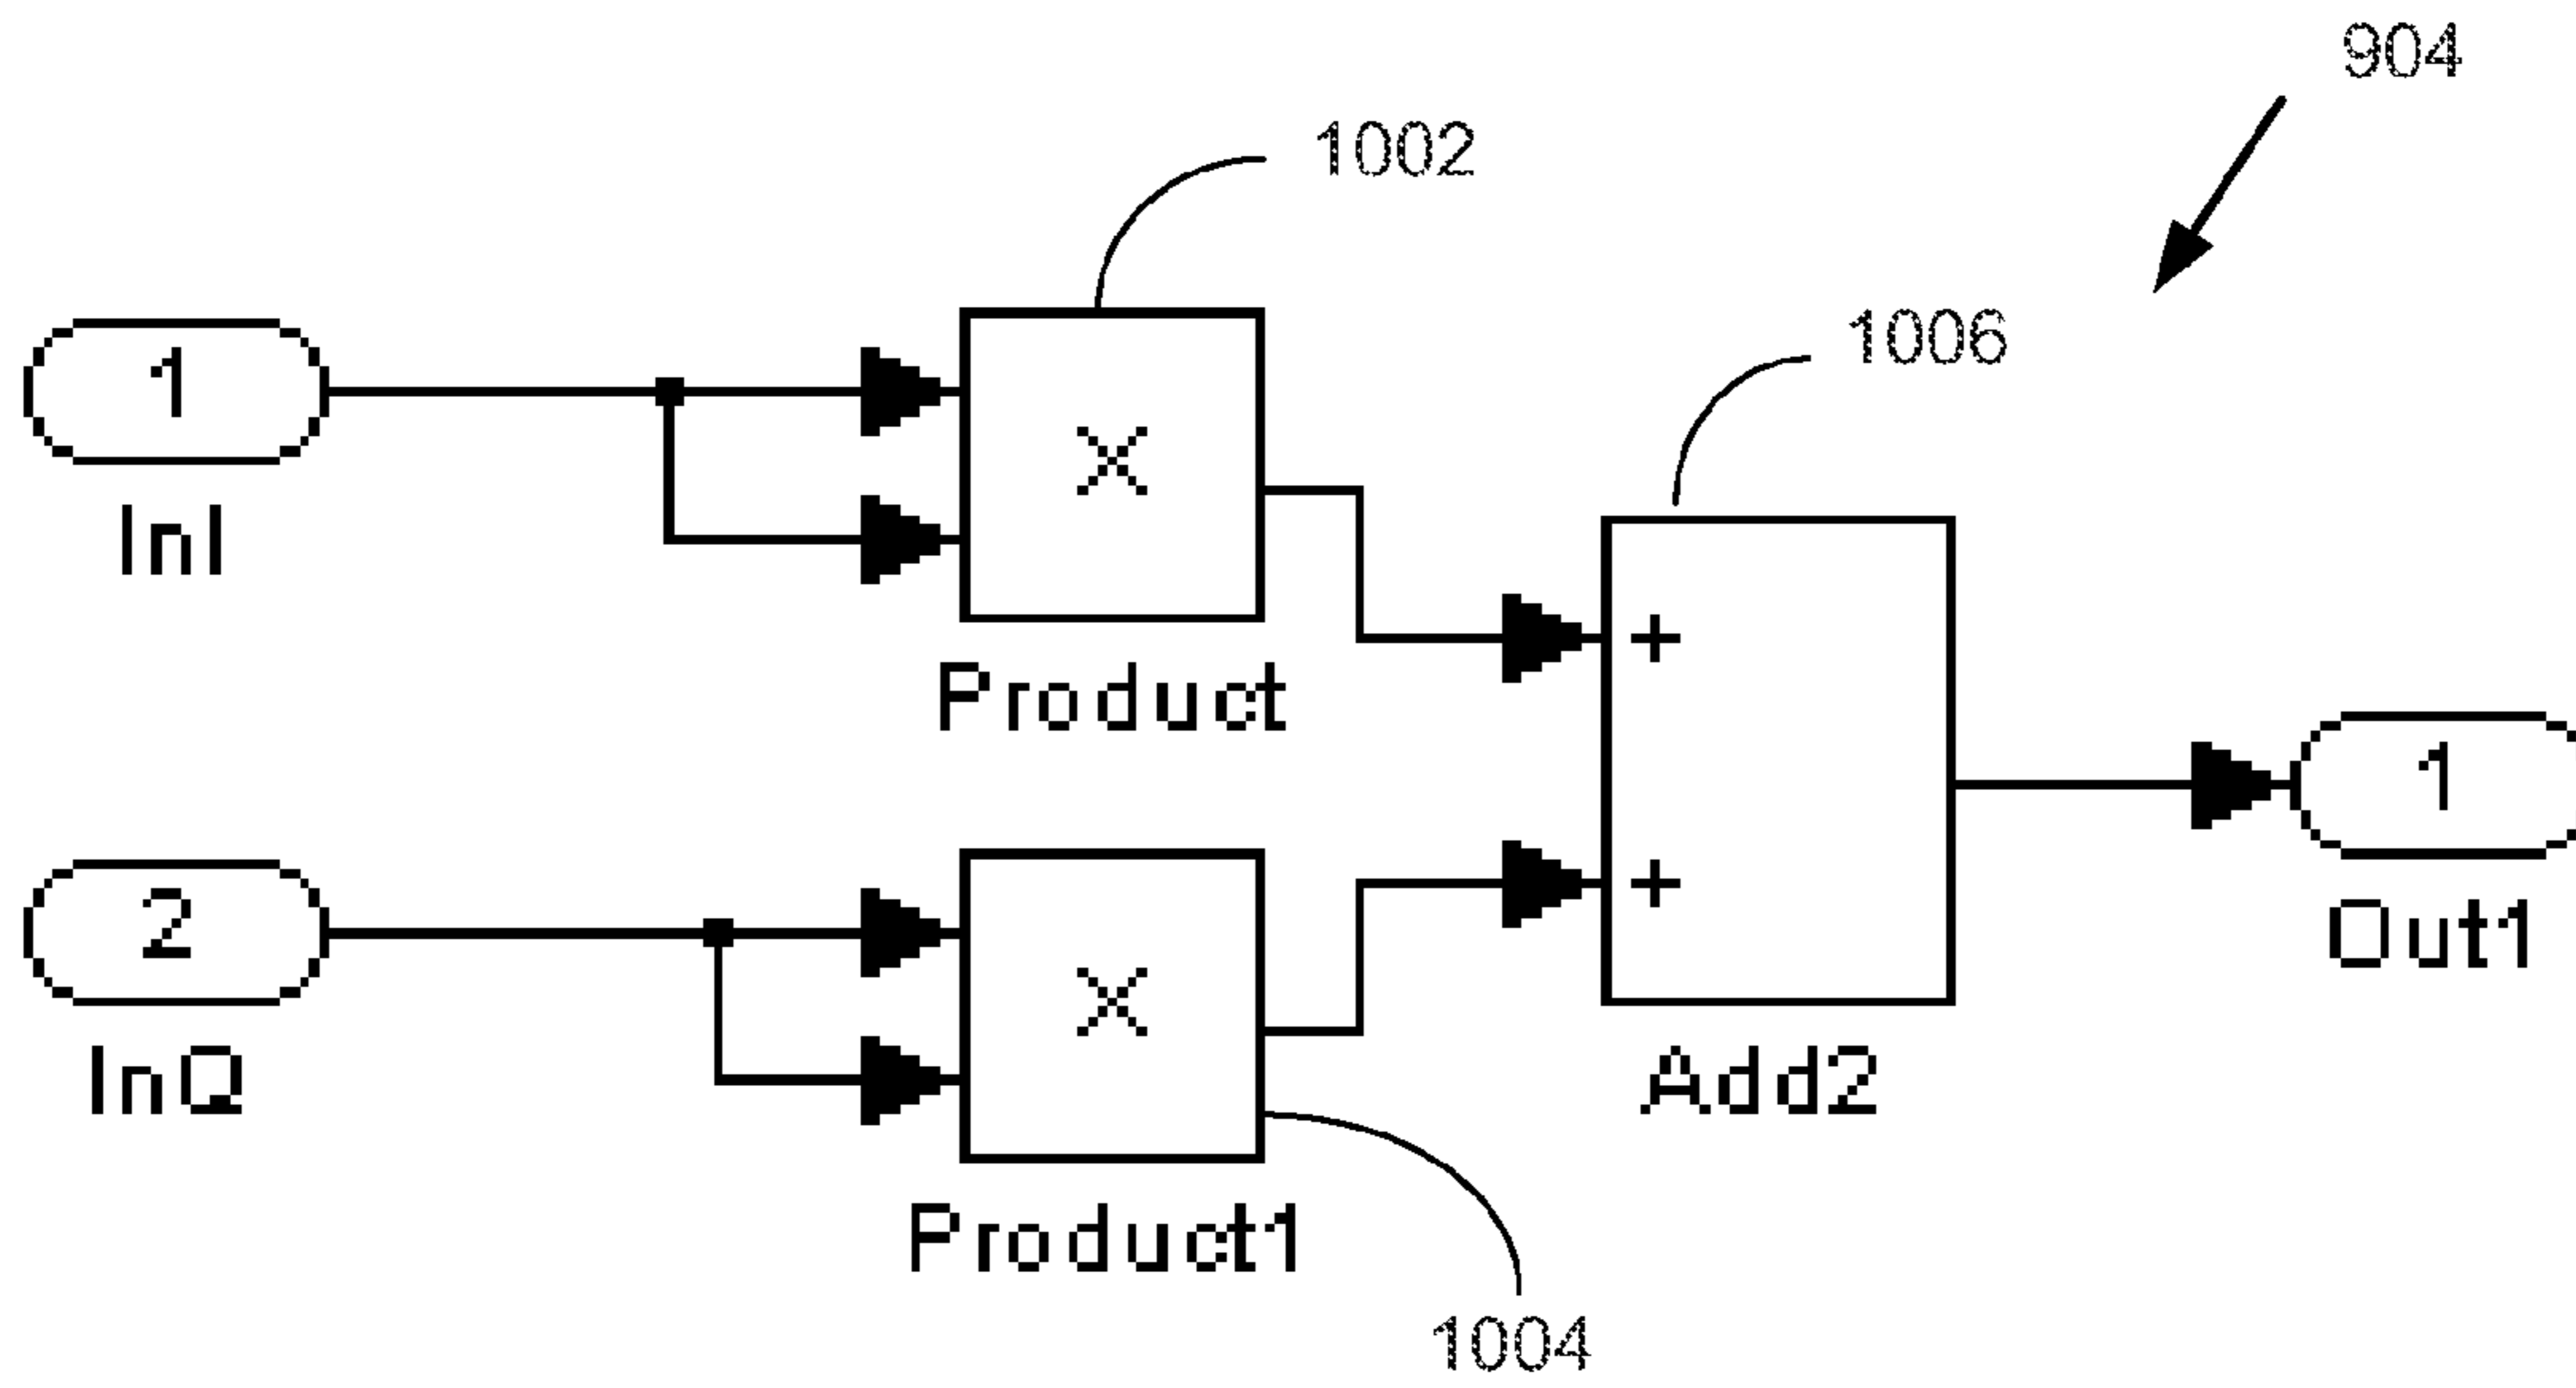 904
1002
1006
1
InI
×
Product
+
+
1
Out1
2
InQ
×
Product1
Add2
1004